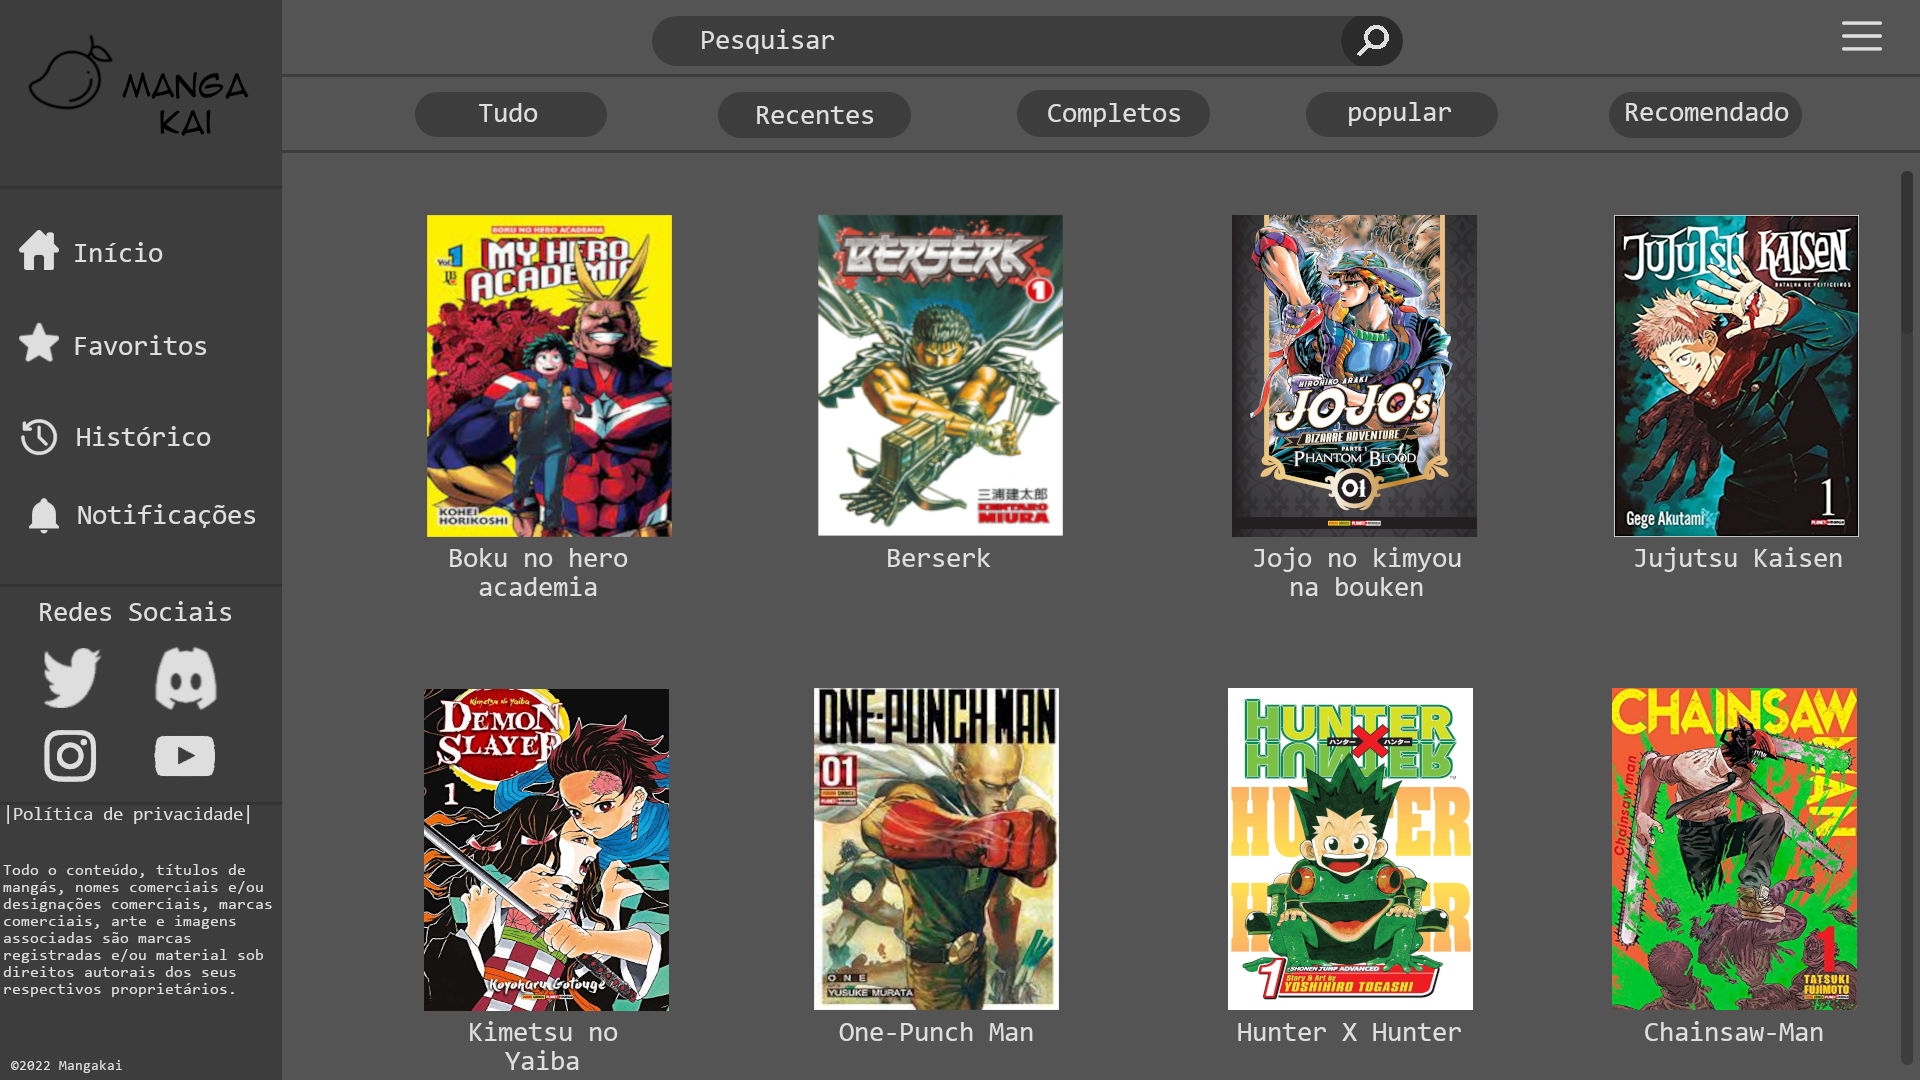 MANGA
KAI
Pesquisar
Tudo
Recentes
Completos
popular
Recomendado
Início
Favoritos
Histórico
Notificações
Redes Sociais
|Política de privacidade|
Todo o conteúdo, títulos de
mangás, nomes comerciais e/ou
designações comerciais, marcas
comerciais, arte e imagens
associadas são marcas
registradas e/ou material sob
direitos autorais dos seus
respectivos proprietários.
©2022 Mangakai
BOKU NO HERO ACADEMIA
Vol.1
MY HERO
ACADEMIA
KOHEI
HORIKOSHI
Boku no hero
academia
BERSERK
1
三浦建太郎
KENTARO
MIURA
Berserk
HIROHIKO ARAKI
JOJO's
BIZARRE ADVENTURE
PARTE 1
PHANTOM BLOOD
01
Jojo no kimyou
na bouken
JUJUTSU KAISEN
BATALHA DE FEITICEIROS
1
Gege Akutami
Jujutsu Kaisen
Kimetsu no Yaiba
DEMON
SLAYER
1
Koyoharu Gotouge
Kimetsu no
Yaiba
ONE-PUNCH MAN
01
ONE
YUSUKE MURATA
One-Punch Man
HUNTER
ハンター × ハンター
HUNTER
HUNTER
HUNTER
SHONEN JUMP ADVANCED
1
Story & Art by
YOSHIHIRO TOGASHI
Hunter X Hunter
CHAINSAW
MAN
Chainsaw man
1
TATSUKI
FUJIMOTO
Chainsaw-Man